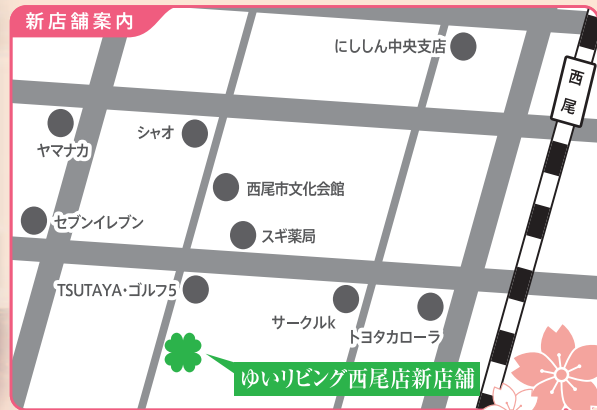 新店舗案内
にししん中央支店
西尾
ヤマナカ
シャオ
西尾市文化会館
セブンイレブン
スギ薬局
TSUTAYA・ゴルフ5
サークルk
トヨタカローラ
ゆいリビング西尾店新店舗